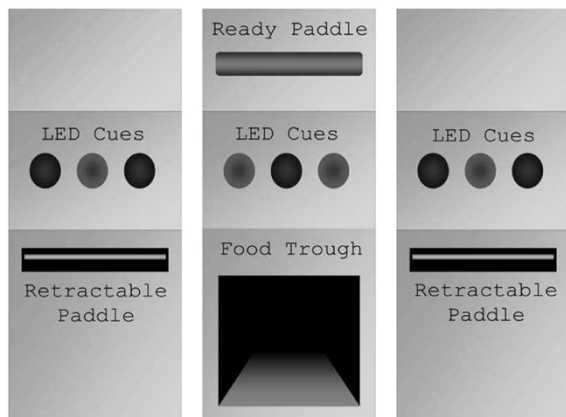 Ready Paddle
LED Cues
LED Cues
LED Cues
Food Trough
Retractable
Paddle
Retractable
Paddle